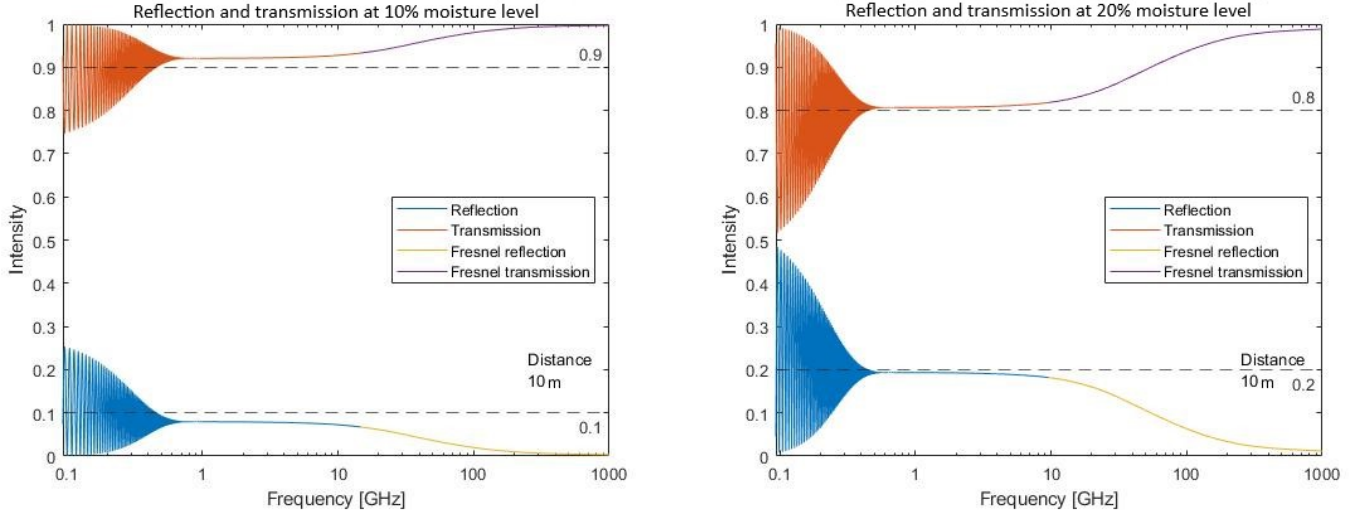 Reflection and transmission at 10% moisture level
1
0.9
0.8
0.7
0.6
0.5
0.4
0.3
0.2
0.1
0
Intensity
0.9
Reflection
Transmission
Fresnel reflection
Fresnel transmission
Distance
10 m
0.1
0.1
1
10
100
1000
Frequency [GHz]
Reflection and transmission at 20% moisture level
1
0.9
0.8
0.7
0.6
0.5
0.4
0.3
0.2
0.1
0
Intensity
0.8
Reflection
Transmission
Fresnel reflection
Fresnel transmission
Distance
10 m
0.2
0.1
1
10
100
1000
Frequency [GHz]